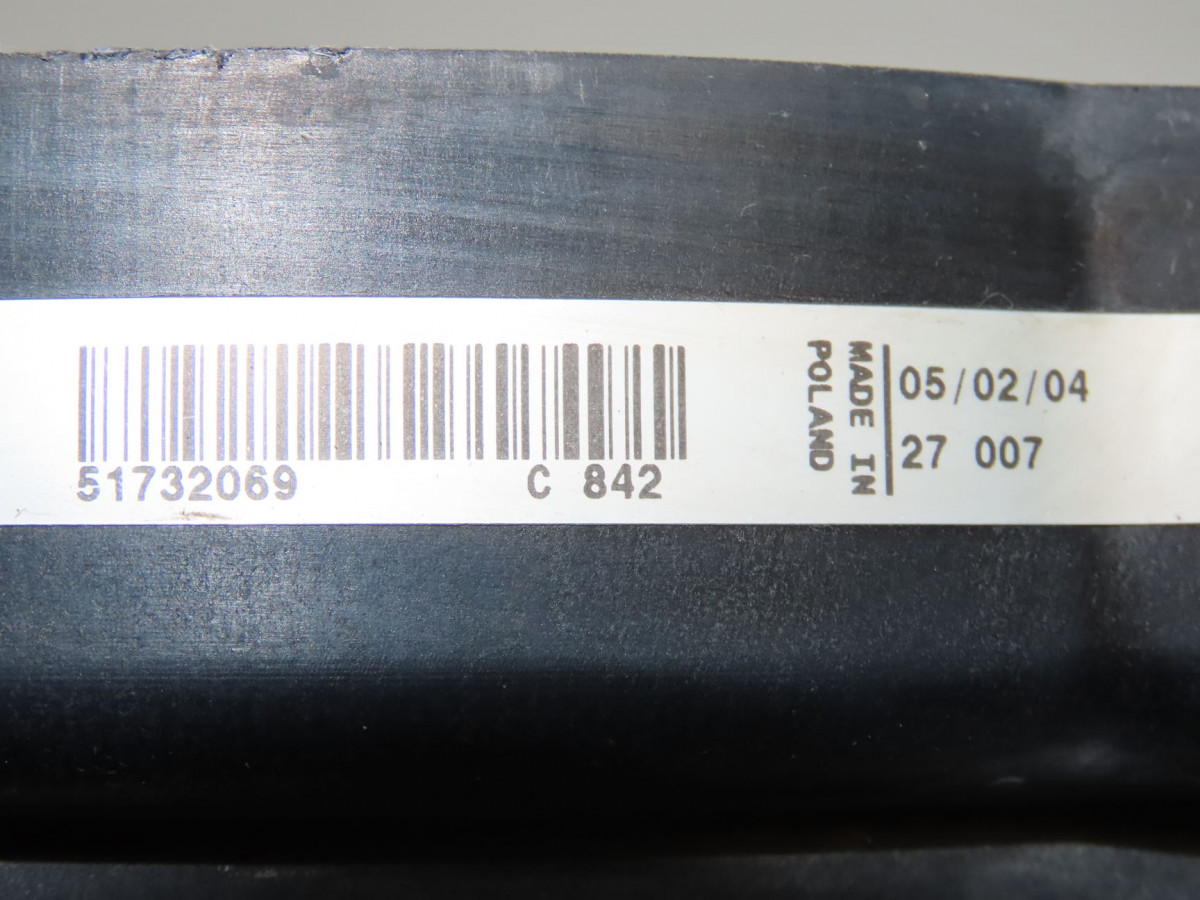 51732069 C 842
MADE IN
POLAND
05/02/04
27 007